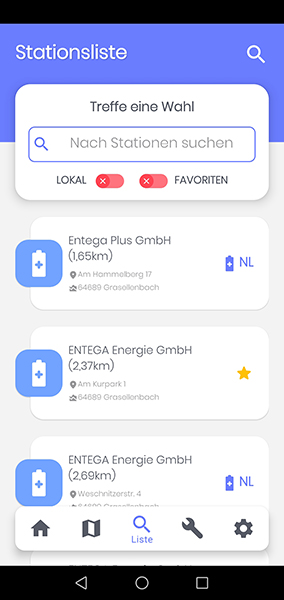 Stationsliste
Treffe eine Wahl
Nach Stationen suchen
LOKAL FAVORITEN
Entega Plus GmbH
(1,65km)
NL
Am Hammelberg 17
64689 Grasellenbach
ENTEGA Energie GmbH
(2,37km)
Am Kurpark 1
64689 Grasellenbach
ENTEGA Energie GmbH
(2,69km)
NL
Weschnitzerstr. 4
64689 Grasellenbach
Liste